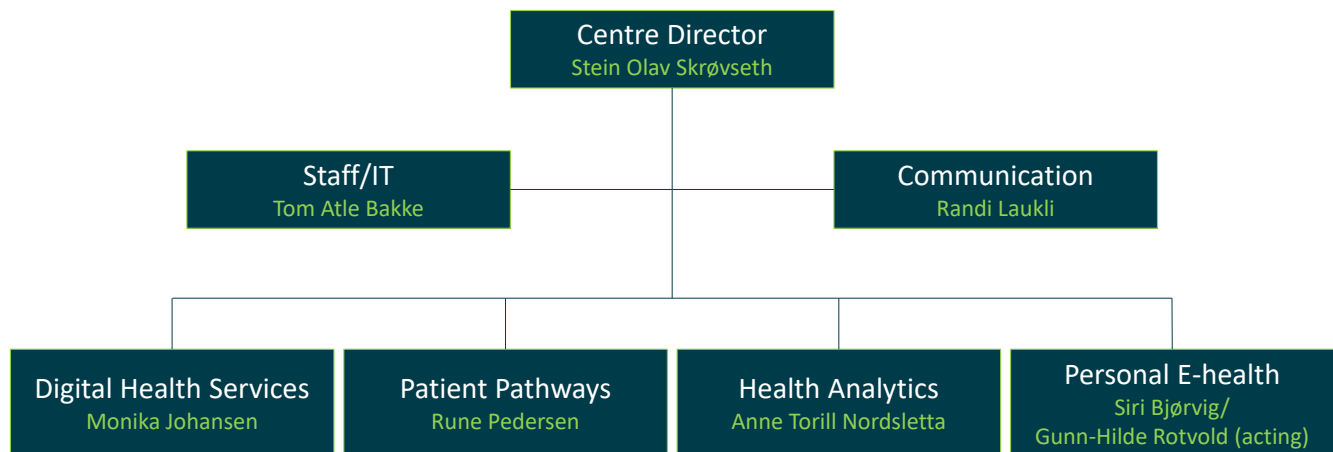 Centre Director
Stein Olav Skrøvseth
Staff/IT
Tom Atle Bakke
Communication
Randi Laukli
Digital Health Services
Monika Johansen
Patient Pathways
Rune Pedersen
Health Analytics
Anne Torill Nordsletta
Personal E-health
Siri Bjørvig/
Gunn-Hilde Rotvold (acting)